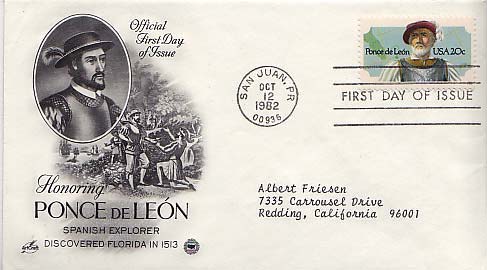 Official
First Day
of Issue
Honoring
PONCE DE LEÓN
SPANISH EXPLORER
DISCOVERED FLORIDA IN 1513
ArtCraft
SAN JUAN, PR
OCT
12
1982
00936
Ponce de León USA 20c
FIRST DAY OF ISSUE
Albert Friesen
7335 Carrousel Drive
Redding, California 96001